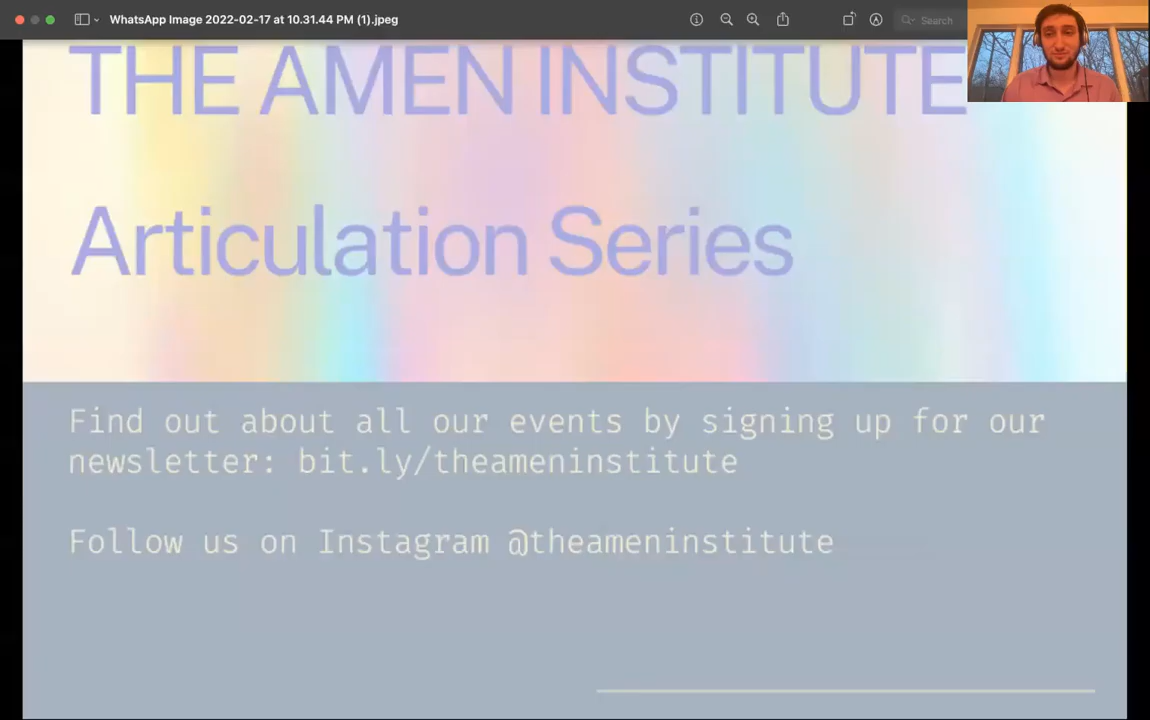 WhatsApp Image 2022-02-17 at 10.31.44 PM (1).jpeg
Search
THE AMEN INSTITUTE
Articulation Series
Find out about all our events by signing up for our
newsletter: bit.ly/theameninstitute
Follow us on Instagram @theameninstitute